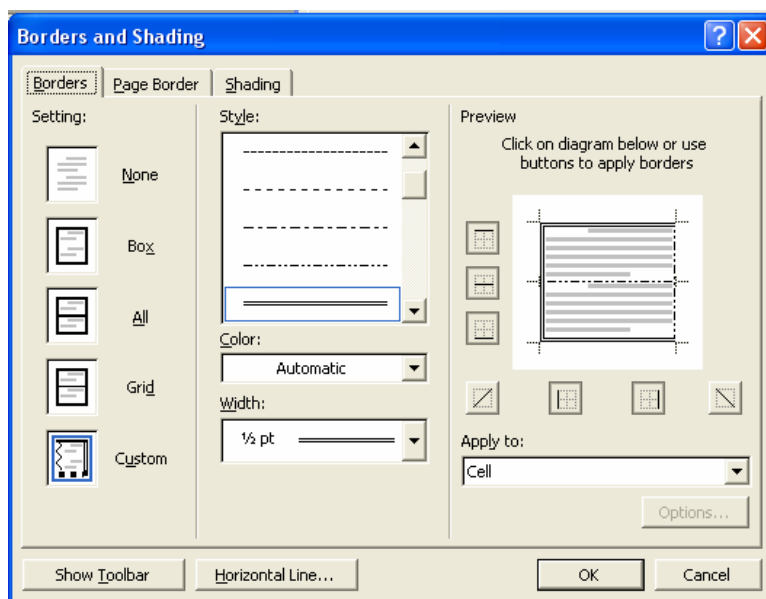 Borders and Shading
Borders Page Border Shading
Setting:
None
Box
All
Grid
Custom
Style:
Color:
Automatic
Width:
½ pt
Preview
Click on diagram below or use
buttons to apply borders
Apply to:
Cell
Options...
Show Toolbar
Horizontal Line...
OK
Cancel